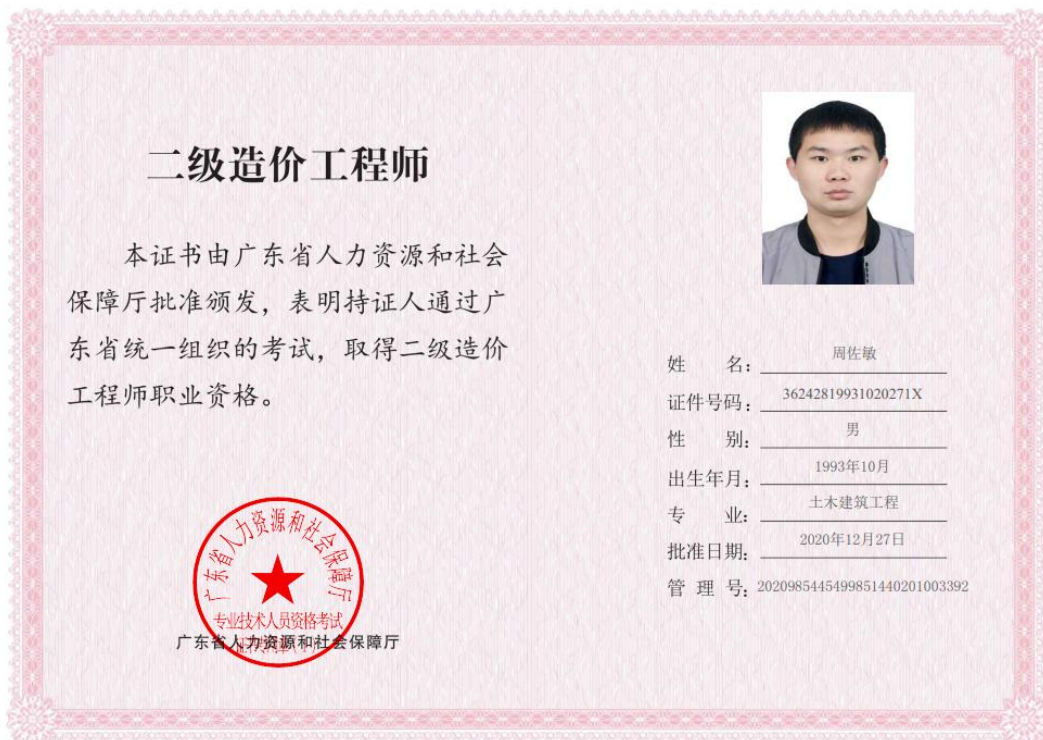 二级造价工程师
本证书由广东省人力资源和社会
保障厅批准颁发，表明持证人通过广
东省统一组织的考试，取得二级造价
工程师职业资格。
广东省人力资源和社会保障厅
专业技术人员资格考试
广东省人力资源和社会保障厅
姓 名：周佐敏
证件号码：36242819931020271X
性 别：男
出生年月：1993年10月
专 业：土木建筑工程
批准日期：2020年12月27日
管 理 号：2020985445499851440201003392